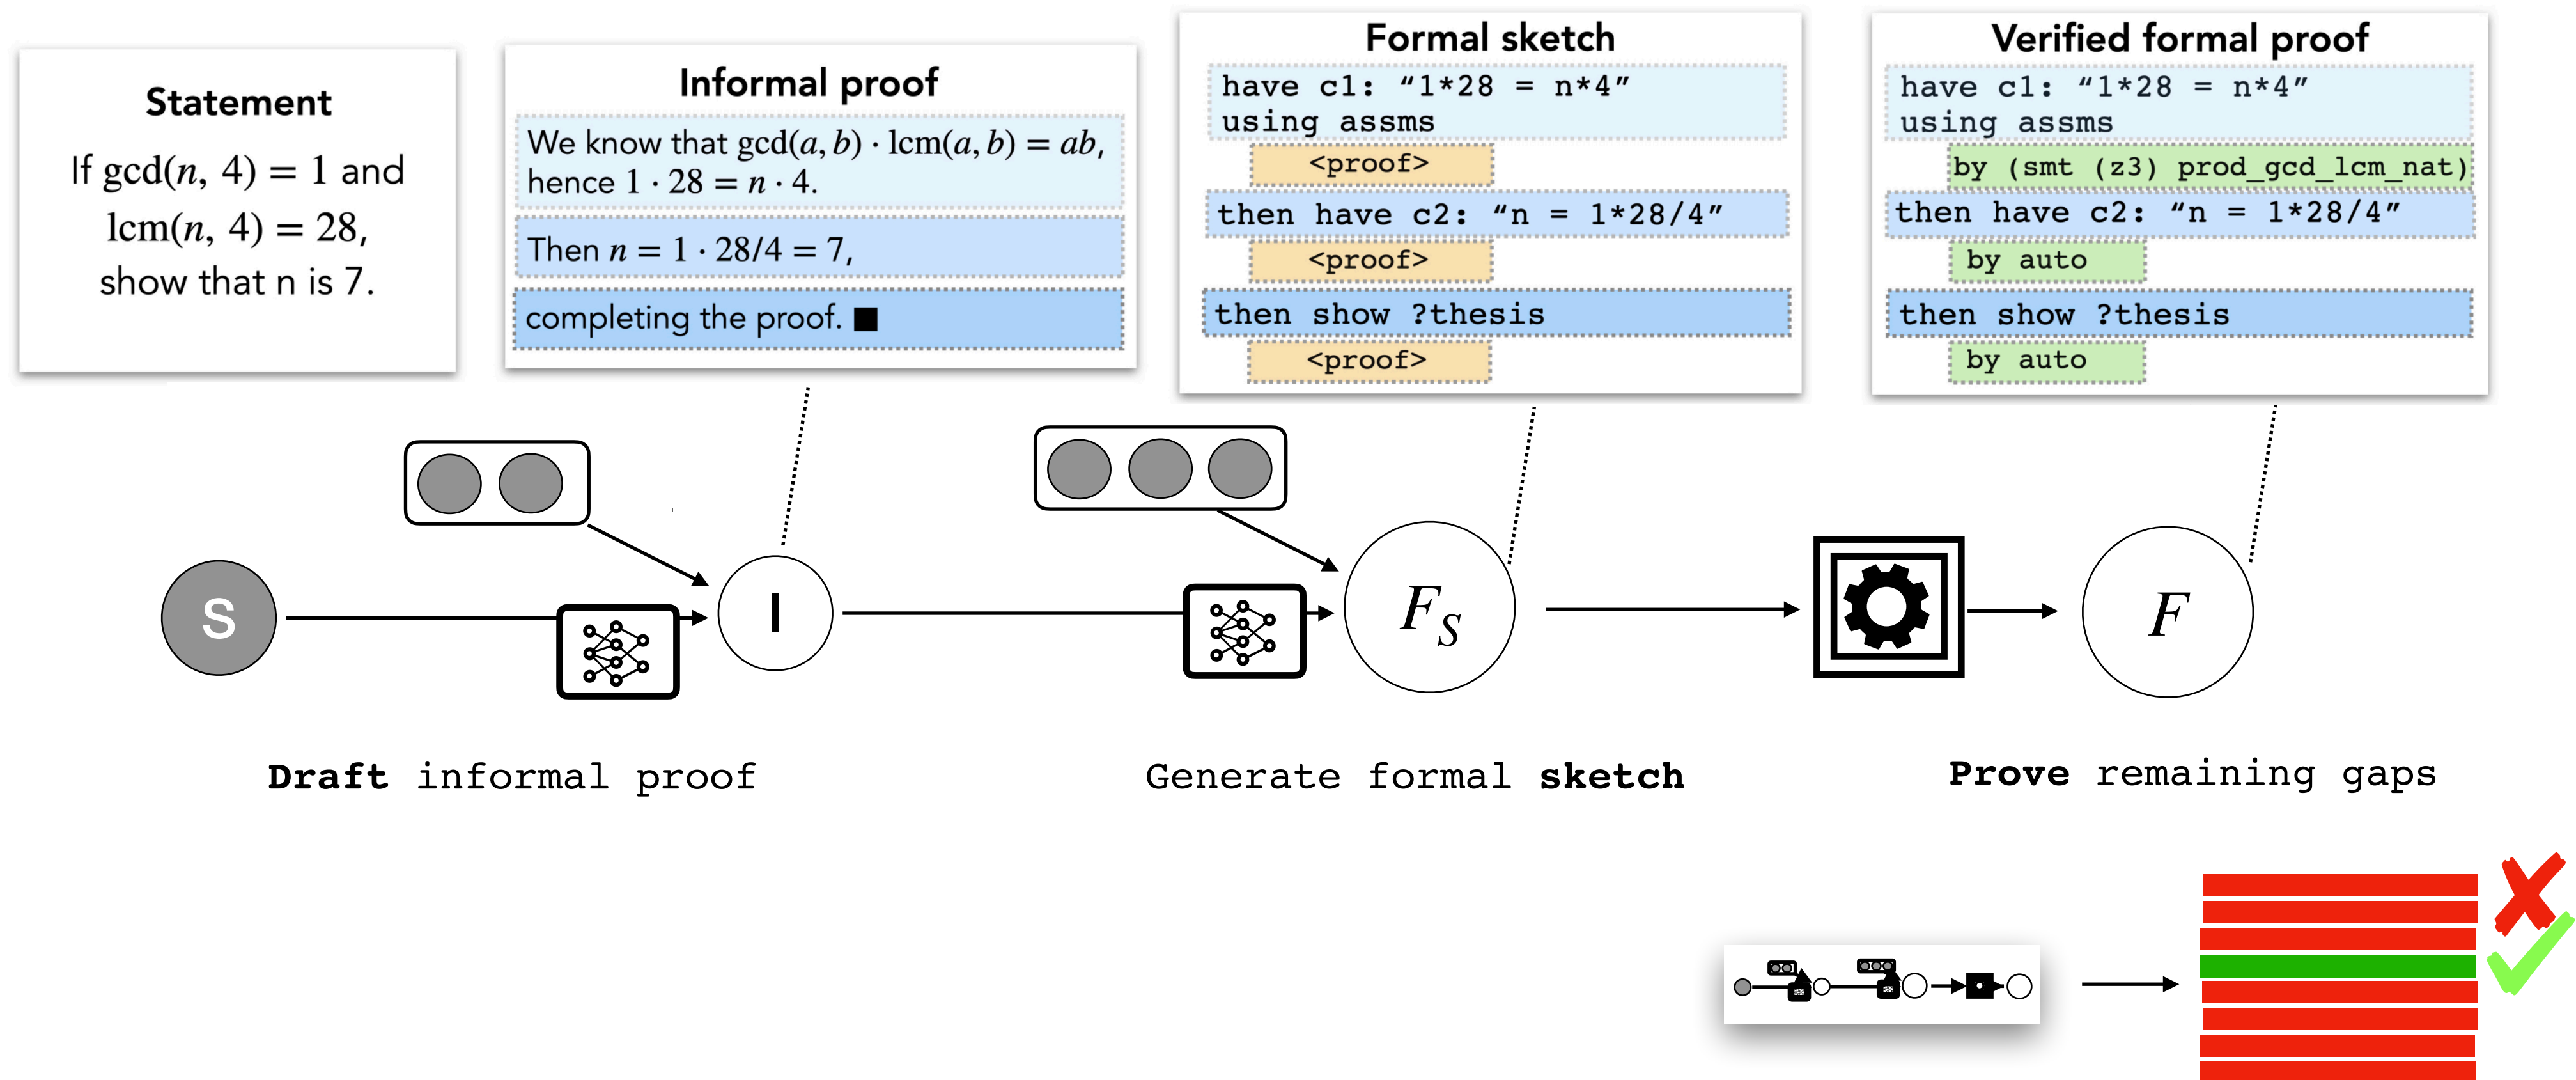 Statement
If gcd(n, 4) = 1 and
lcm(n, 4) = 28,
show that n is 7.
Informal proof
We know that gcd(a, b) · lcm(a, b) = ab,
hence 1 · 28 = n · 4.
Then n = 1 · 28/4 = 7,
completing the proof. ■
Formal sketch
have c1: “1*28 = n*4”
using assms
<proof>
then have c2: “n = 1*28/4”
<proof>
then show ?thesis
<proof>
Verified formal proof
have c1: “1*28 = n*4”
using assms
by (smt (z3) prod_gcd_lcm_nat)
then have c2: “n = 1*28/4”
by auto
then show ?thesis
by auto
S
I
F_S
F
Draft informal proof
Generate formal sketch
Prove remaining gaps